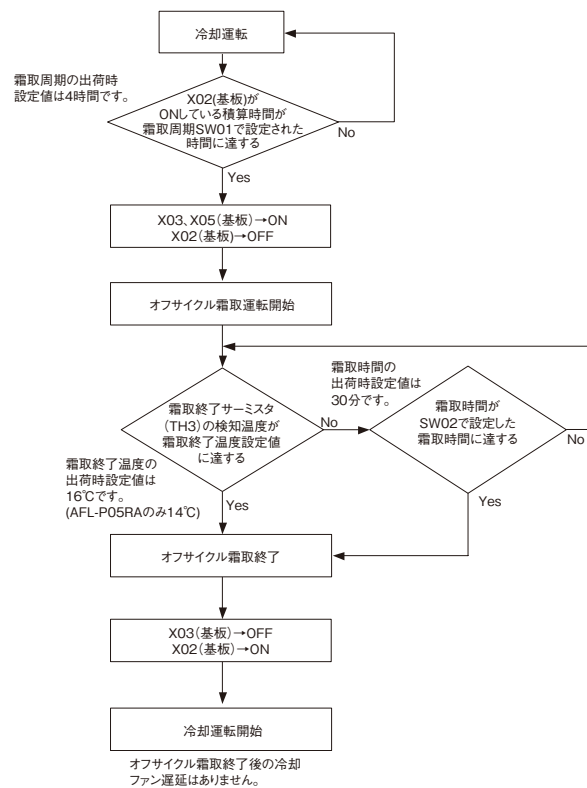 冷却運転
霜取周期の出荷時
設定値は4時間です。
X02(基板)が
ONしている積算時間が
霜取周期SW01で設定された
時間に達する
No
Yes
X03、X05(基板)→ON
X02(基板)→OFF
オフサイクル霜取運転開始
霜取時間の
出荷時設定値は
30分です。
霜取終了サーミスタ
(TH3)の検知温度が
霜取終了温度設定値
に達する
No
霜取時間が
SW02で設定した
霜取時間に達する
No
霜取終了温度の
出荷時設定値は
16℃です。
(AFL-P05RAのみ14℃)
Yes
Yes
オフサイクル霜取終了
X03(基板)→OFF
X02(基板)→ON
冷却運転開始
オフサイクル霜取終了後の冷却
ファン遅延はありません。